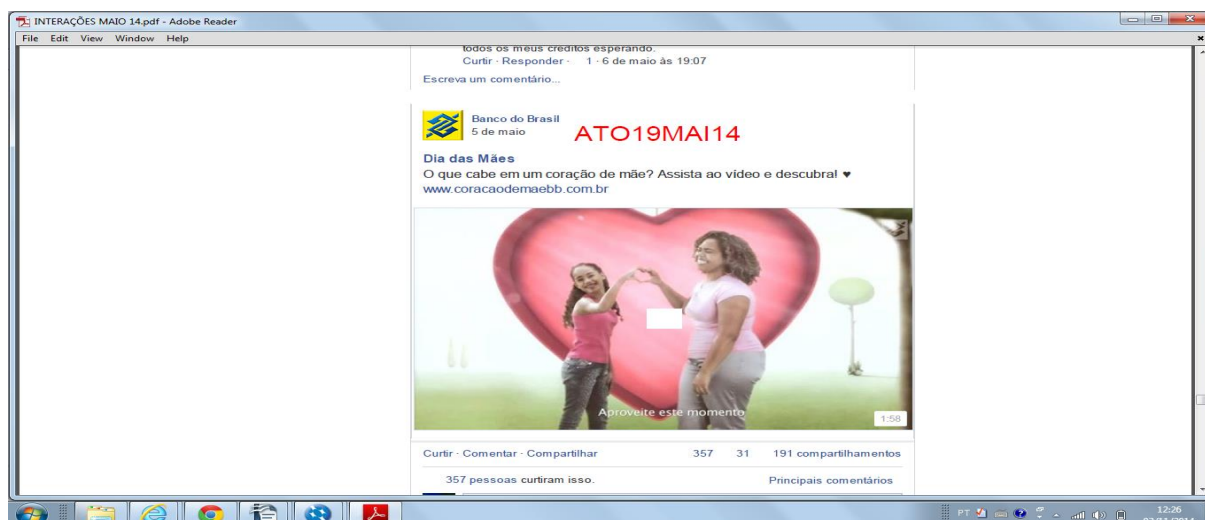 INTERAÇÕES MAIO 14.pdf - Adobe Reader
File Edit View Window Help
todos os meus creditos esperando.
Curtir · Responder · 1 · 6 de maio às 19:07
Escreva um comentário...
Banco do Brasil
5 de maio
ATO19MAI14
Dia das Mães
O que cabe em um coração de mãe? Assista ao vídeo e descubra! ♥
www.coracaodemaebb.com.br
Aproveite este momento
1:58
Curtir · Comentar · Compartilhar 357 31 191 compartilhamentos
357 pessoas curtiram isso. Principais comentários
PT 12:26